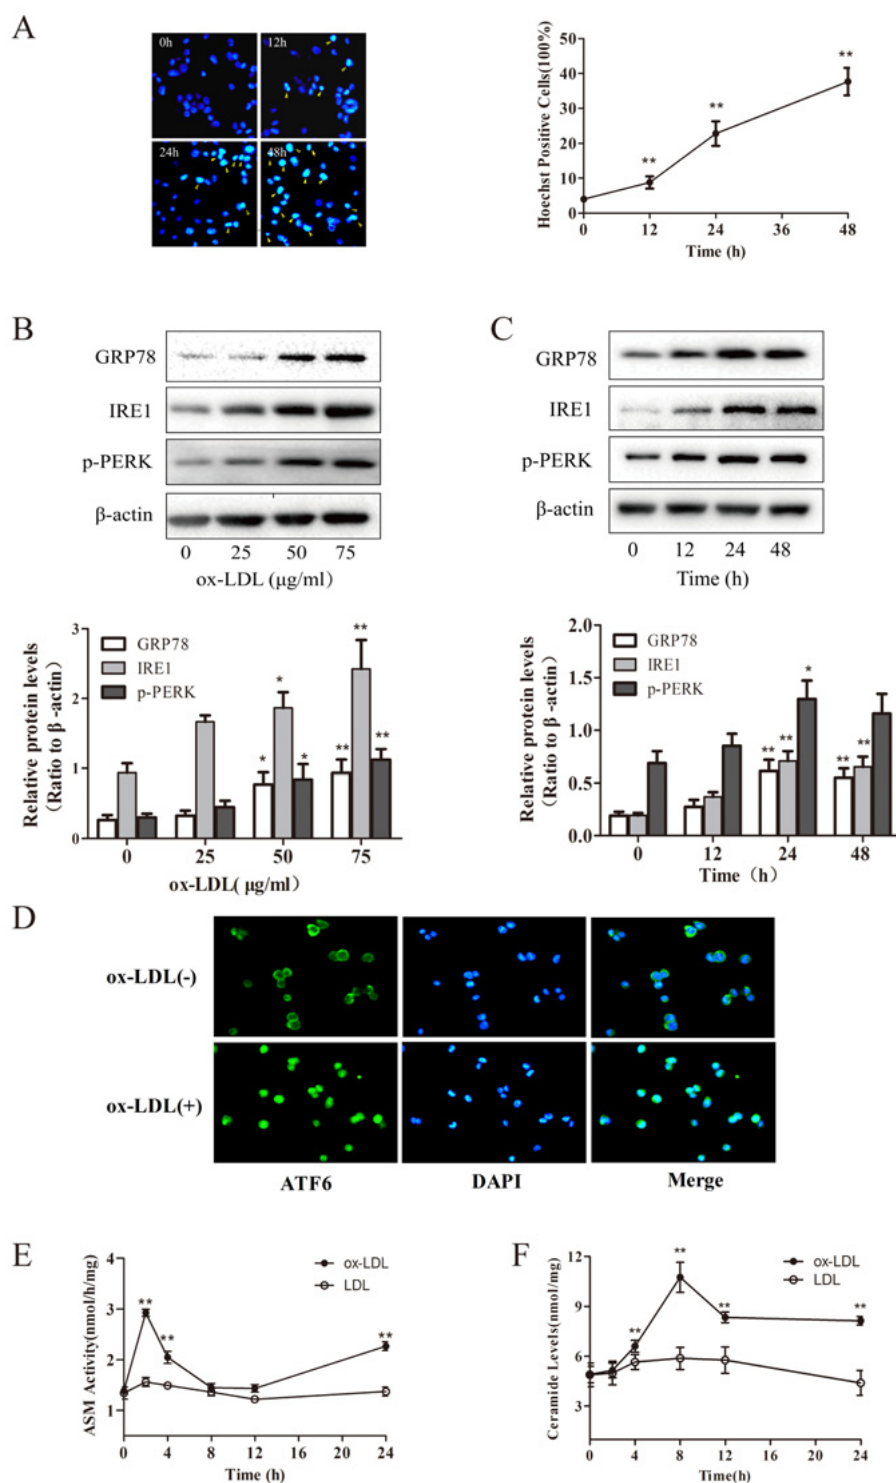 A
0h
12h
24h
48h
Hoechst Positive Cells(100%)
50
40
30
20
10
0
**
**
**
0 12 24 36 48
Time (h)
B
GRP78
IRE1
p-PERK
β-actin
0 25 50 75
ox-LDL (μg/ml)
C
GRP78
IRE1
p-PERK
β-actin
0 12 24 48
Time (h)
Relative protein levels
(Ratio to β -actin)
3
2
1
0
GRP78
IRE1
p-PERK
*
*
*
**
**
**
0 25 50 75
ox-LDL( μg/ml)
Relative protein levels
(Ratio to β -actin)
2.0
1.5
1.0
0.5
0.0
GRP78
IRE1
p-PERK
**
**
*
**
**
0 12 24 48
Time (h)
D
ox-LDL(-)
ox-LDL(+)
ATF6 DAPI Merge
E
ASM Activity(nmol/h/mg)
4
3
2
1
ox-LDL
LDL
**
**
**
0 4 8 12 16 20 24
Time (h)
F
Ceramide Levels(nmol/mg)
12
9
6
3
ox-LDL
LDL
**
**
**
**
0 4 8 12 16 20 24
Time(h)